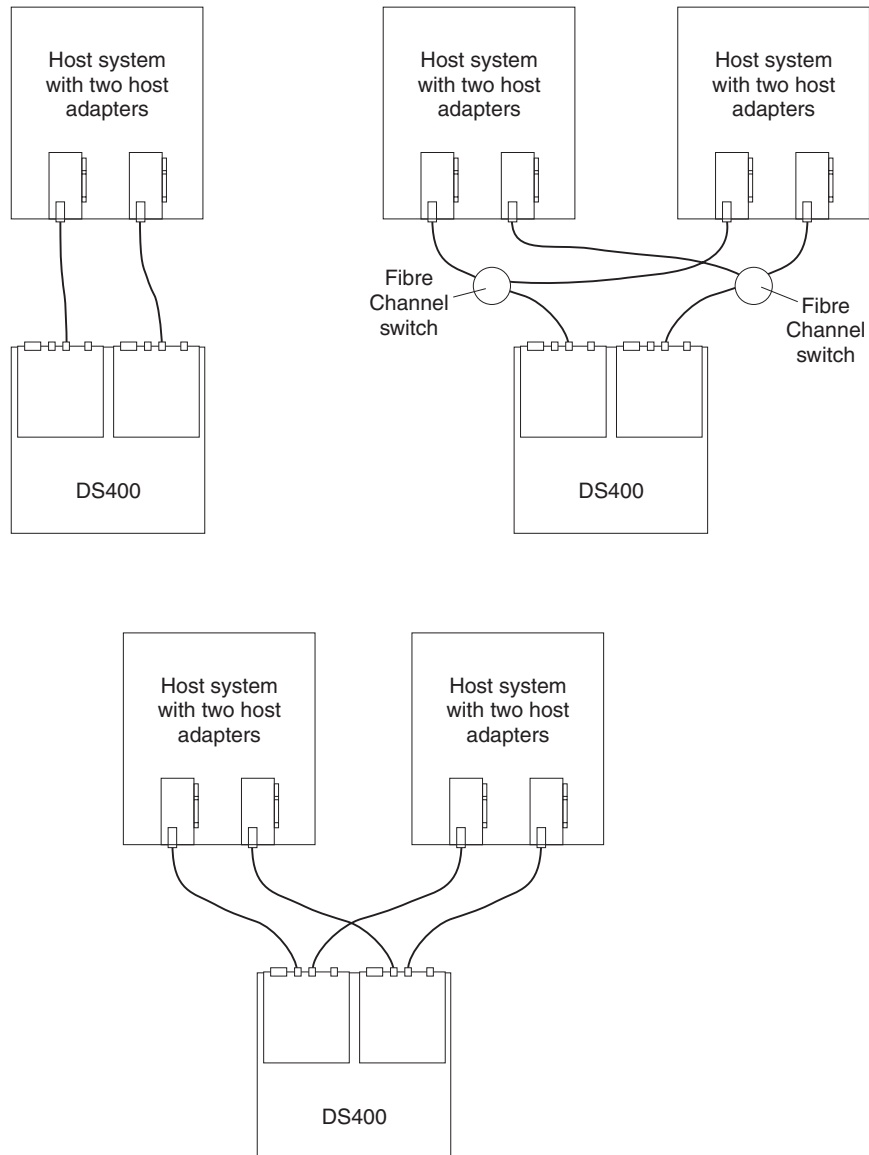 Host system
with two host
adapters
Host system
with two host
adapters
Host system
with two host
adapters
Fibre
Channel
switch
Fibre
Channel
switch
DS400
DS400
Host system
with two host
adapters
Host system
with two host
adapters
DS400